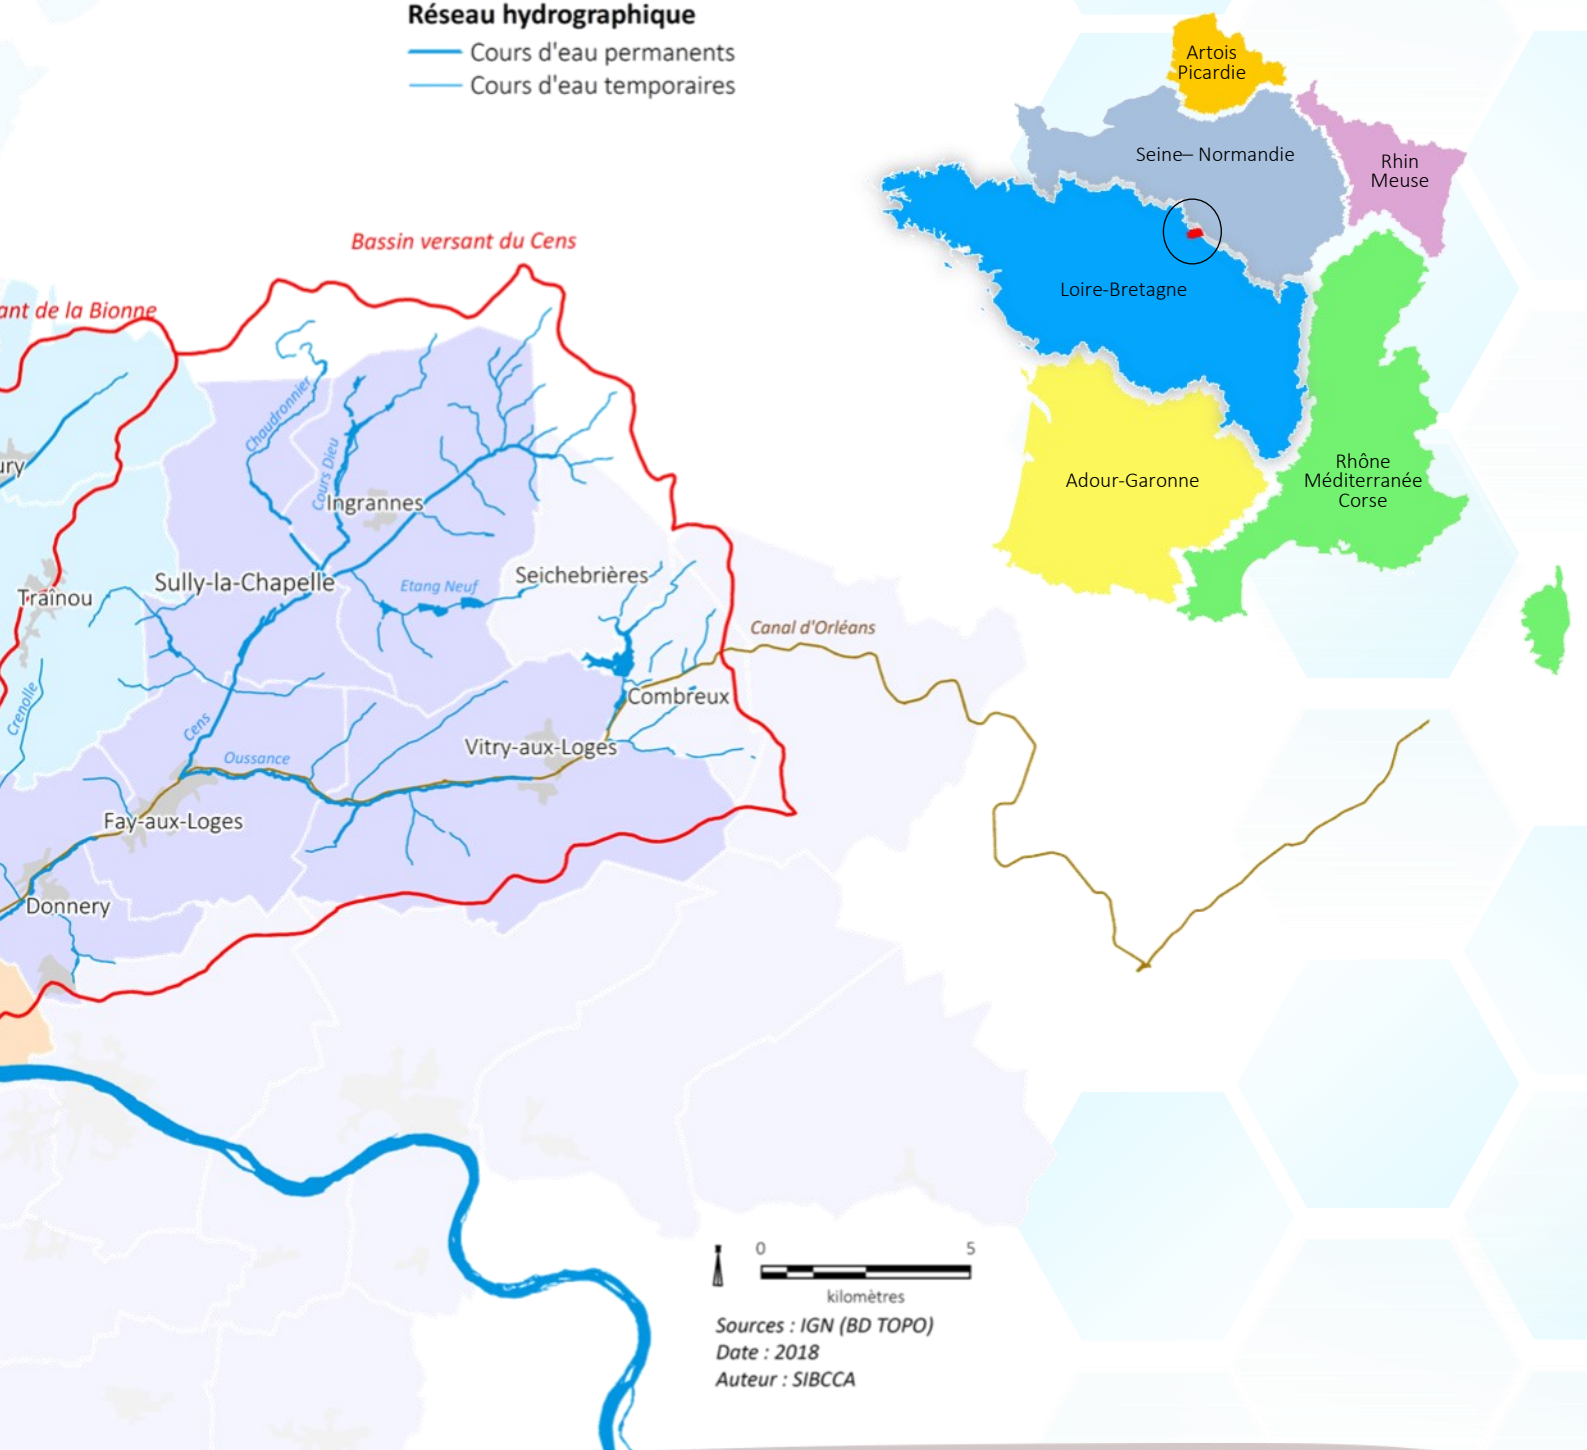 Réseau hydrographique
Cours d'eau permanents
Cours d'eau temporaires
Artois
Picardie
Seine– Normandie
Rhin
Meuse
Loire-Bretagne
Adour-Garonne
Rhône
Méditerranée
Corse
Bassin versant du Cens
ant de la Bionne
Chaudronnier
Cours Dieu
ury
Ingrannes
Sully-la-Chapelle
Etang Neuf
Seichebrières
Traînou
Canal d'Orléans
Crenolle
Combreux
Cens
Vitry-aux-Loges
Oussance
Fay-aux-Loges
Donnery
0 5
kilomètres
Sources : IGN (BD TOPO)
Date : 2018
Auteur : SIBCCA